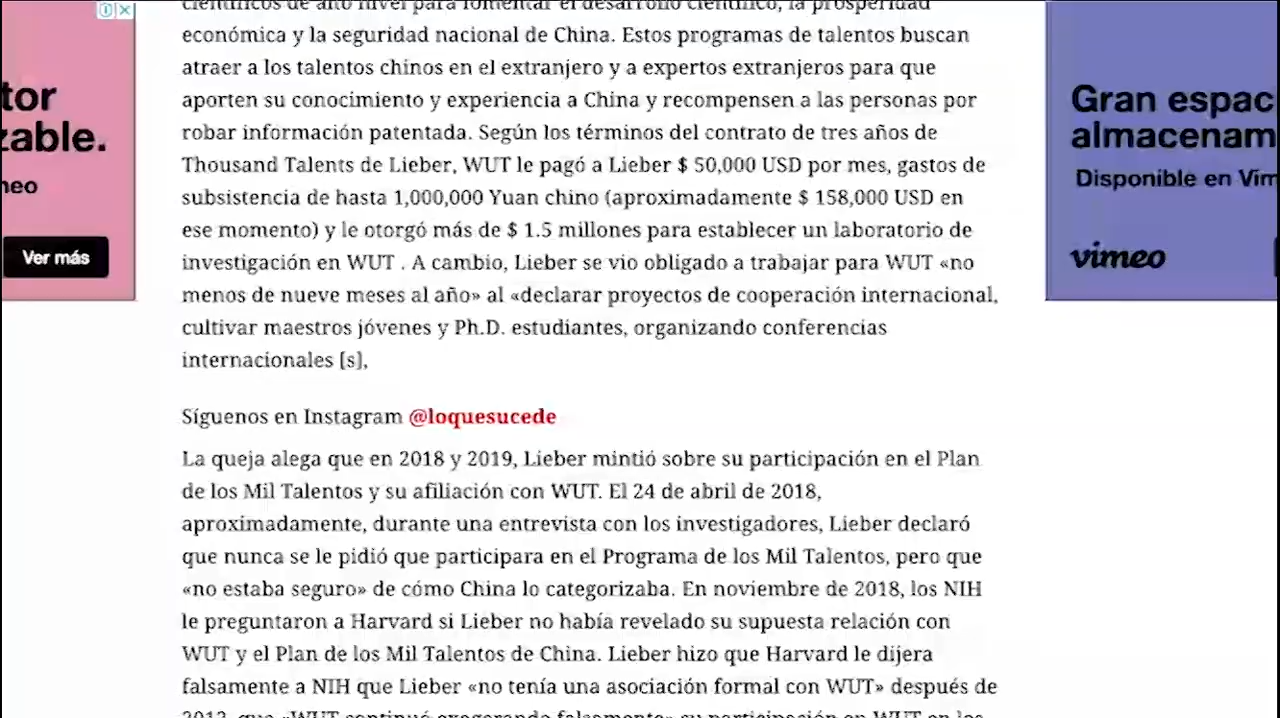 científicos de alto nivel para fomentar el desarrollo científico, la prosperidad
económica y la seguridad nacional de China. Estos programas de talentos buscan
atraer a los talentos chinos en el extranjero y a expertos extranjeros para que
aporten su conocimiento y experiencia a China y recompensen a las personas por
robar información patentada. Según los términos del contrato de tres años de
Thousand Talents de Lieber, WUT le pagó a Lieber $ 50,000 USD por mes, gastos de
subsistencia de hasta 1,000,000 Yuan chino (aproximadamente $ 158,000 USD en
ese momento) y le otorgó más de $ 1.5 millones para establecer un laboratorio de
investigación en WUT . A cambio, Lieber se vio obligado a trabajar para WUT «no
menos de nueve meses al año» al «declarar proyectos de cooperación internacional,
cultivar maestros jóvenes y Ph.D. estudiantes, organizando conferencias
internacionales [s],
Síguenos en Instagram @loquesucede
La queja alega que en 2018 y 2019, Lieber mintió sobre su participación en el Plan
de los Mil Talentos y su afiliación con WUT. El 24 de abril de 2018,
aproximadamente, durante una entrevista con los investigadores, Lieber declaró
que nunca se le pidió que participara en el Programa de los Mil Talentos, pero que
«no estaba seguro» de cómo China lo categorizaba. En noviembre de 2018, los NIH
le preguntaron a Harvard si Lieber no había revelado su supuesta relación con
WUT y el Plan de los Mil Talentos de China. Lieber hizo que Harvard le dijera
falsamente a NIH que Lieber «no tenía una asociación formal con WUT» después de
2012, que «WUT continuó exagerando falsamente» su participación en WUT en los
tor
zable.
meo
Ver más
Gran espac
almacenam
Disponible en Vim
vimeo